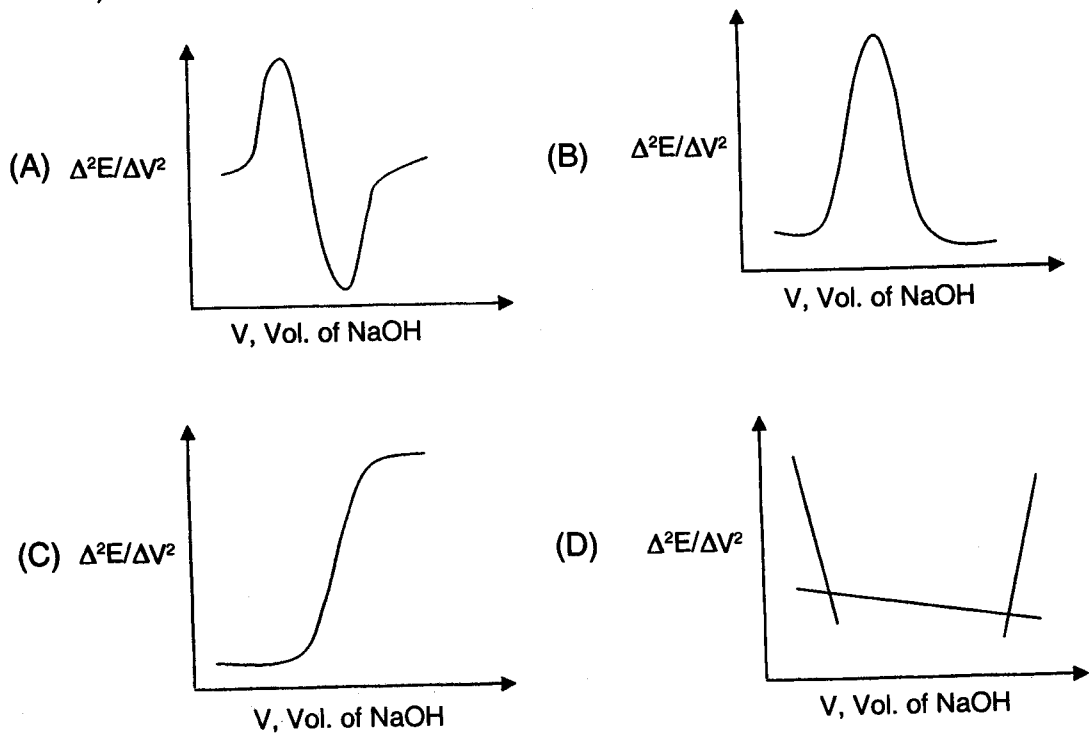 (A) Δ²E/ΔV²
V, Vol. of NaOH
(B) Δ²E/ΔV²
V, Vol. of NaOH
(C) Δ²E/ΔV²
V, Vol. of NaOH
(D) Δ²E/ΔV²
V, Vol. of NaOH